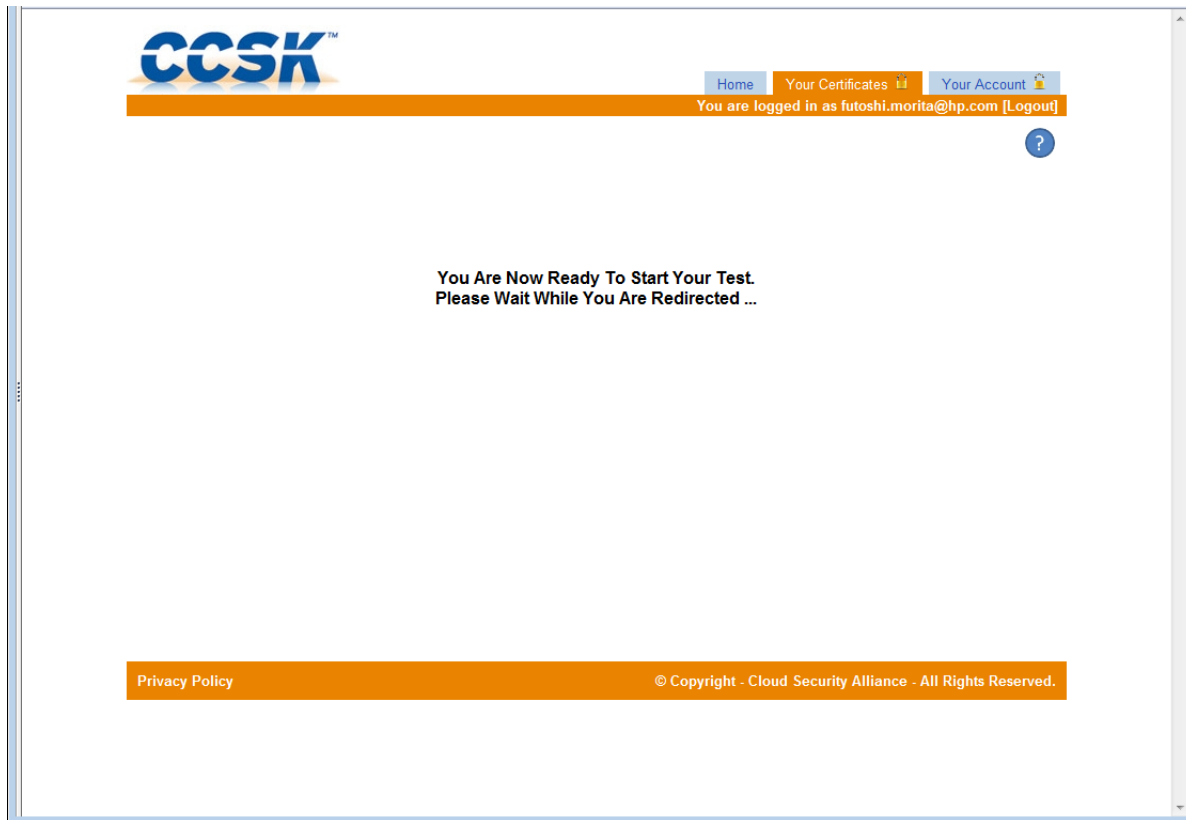 CCSK™
Home Your Certificates Your Account
You are logged in as futoshi.morita@hp.com [Logout]
?
You Are Now Ready To Start Your Test.
Please Wait While You Are Redirected ...
Privacy Policy © Copyright - Cloud Security Alliance - All Rights Reserved.